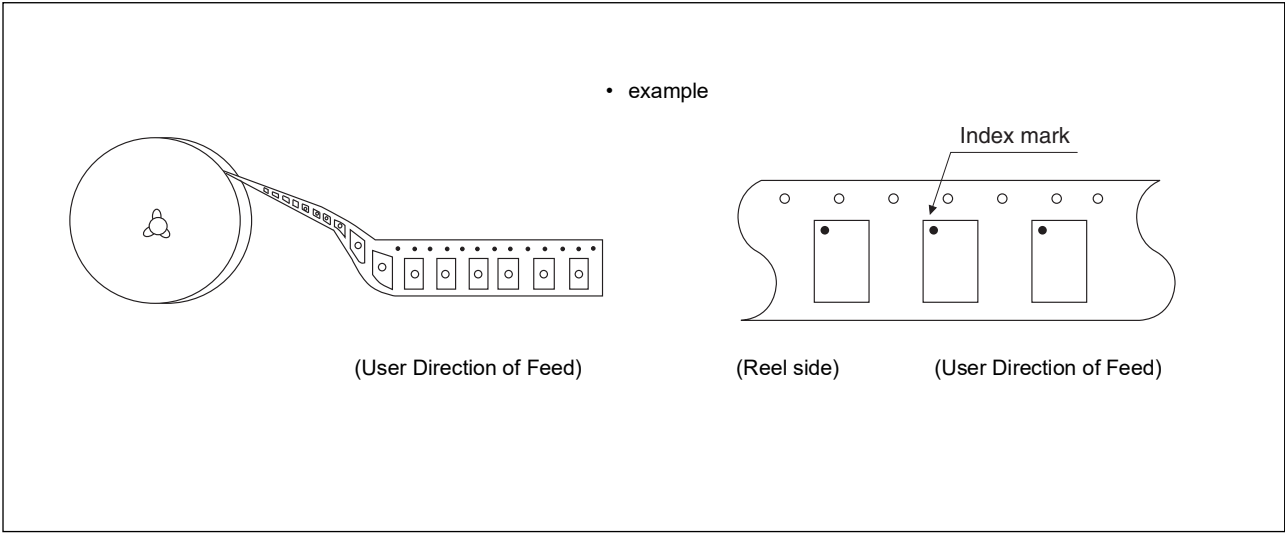 • example
Index mark
(User Direction of Feed)
(Reel side)
(User Direction of Feed)